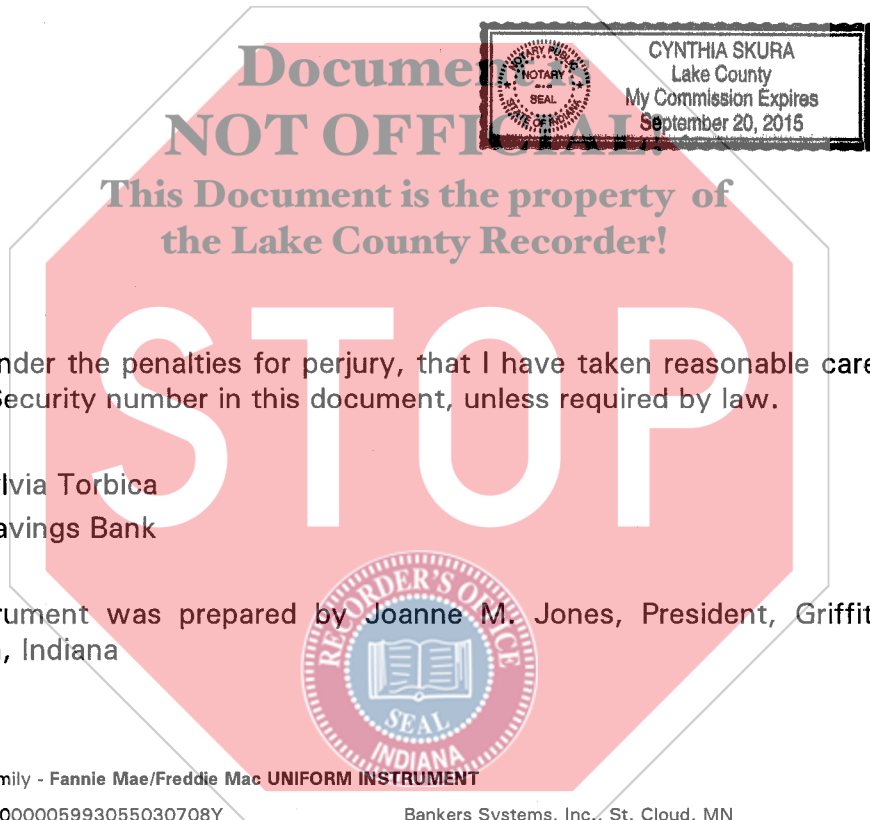 Document is
NOT OFFICIAL!
This Document is the property of
the Lake County Recorder!
NOTARY PUBLIC
NOTARY
SEAL
STATE OF INDIANA
CYNTHIA SKURA
Lake County
My Commission Expires
September 20, 2015
STOP
nder the penalties for perjury, that I have taken reasonable care
Security number in this document, unless required by law.
lvia Torbica
avings Bank
rument was prepared by Joanne M. Jones, President, Griffit
, Indiana
RECORDER'S OFFICE
SEAL
INDIANA
mily - Fannie Mae/Freddie Mac UNIFORM INSTRUMENT
0000005993055030708Y
Bankers Systems, Inc., St. Cloud, MN